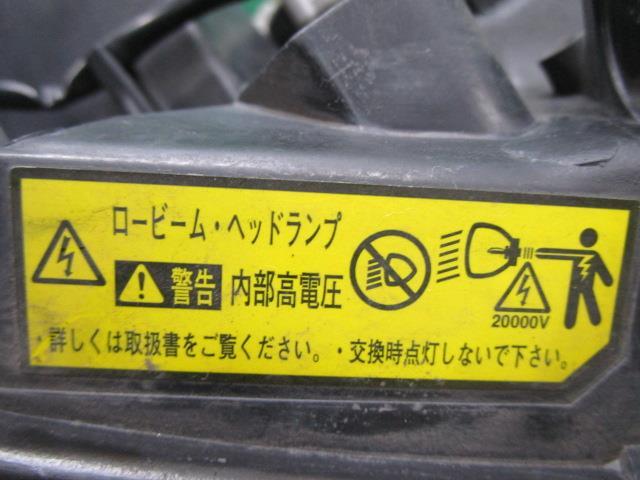 ロービーム・ヘッドランプ
警告 内部高電圧
20000V
・詳しくは取扱書をご覧ください。・交換時点灯しないで下さい。